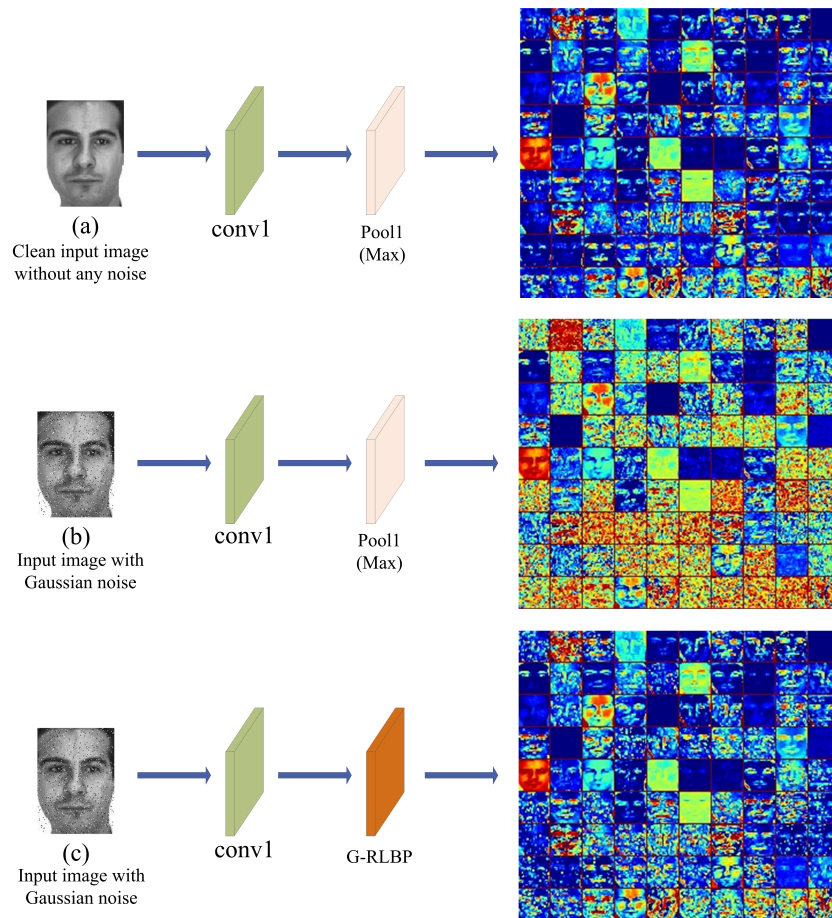 (a)
Clean input image
without any noise
conv1
Pool1
(Max)
(b)
Input image with
Gaussian noise
conv1
Pool1
(Max)
(c)
Input image with
Gaussian noise
conv1
G-RLBP